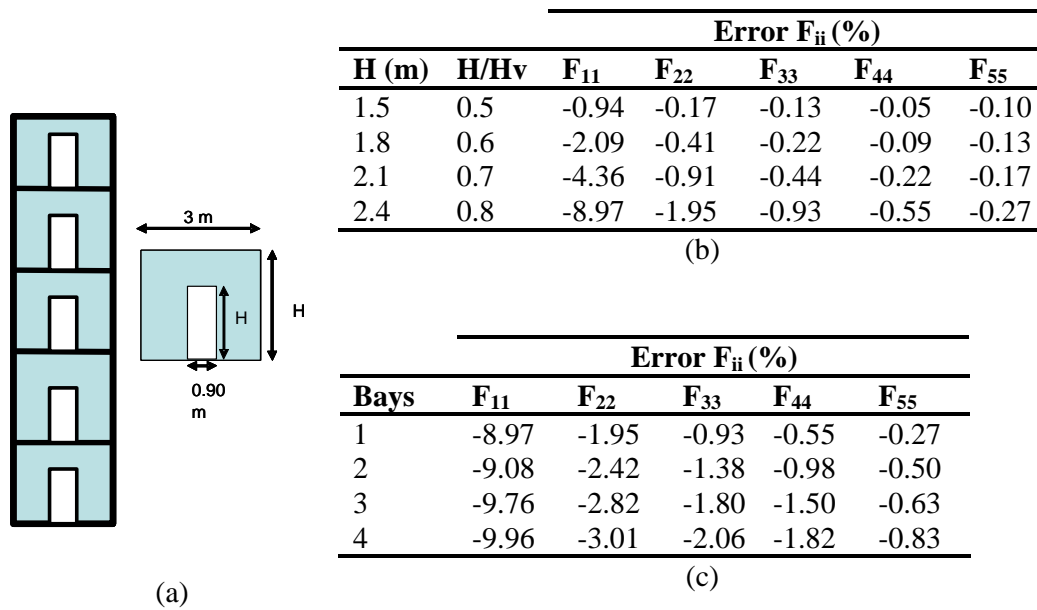 3 m
H
H
0.90
m
(a)
Error Fii (%)
H (m) H/Hv F11 F22 F33 F44 F55
1.5 0.5 -0.94 -0.17 -0.13 -0.05 -0.10
1.8 0.6 -2.09 -0.41 -0.22 -0.09 -0.13
2.1 0.7 -4.36 -0.91 -0.44 -0.22 -0.17
2.4 0.8 -8.97 -1.95 -0.93 -0.55 -0.27
(b)
Error Fii (%)
Bays F11 F22 F33 F44 F55
1 -8.97 -1.95 -0.93 -0.55 -0.27
2 -9.08 -2.42 -1.38 -0.98 -0.50
3 -9.76 -2.82 -1.80 -1.50 -0.63
4 -9.96 -3.01 -2.06 -1.82 -0.83
(c)